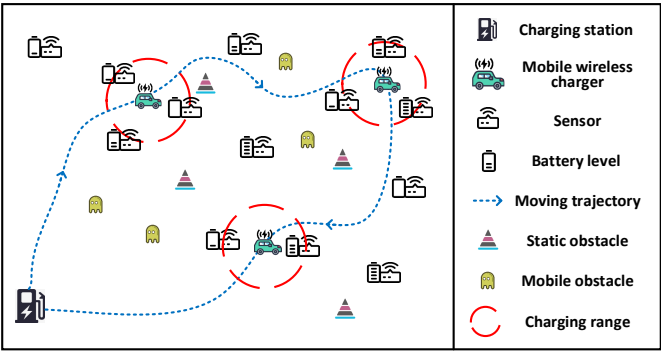 Charging station
Mobile wireless
charger
Sensor
Battery level
Moving trajectory
Static obstacle
Mobile obstacle
Charging range